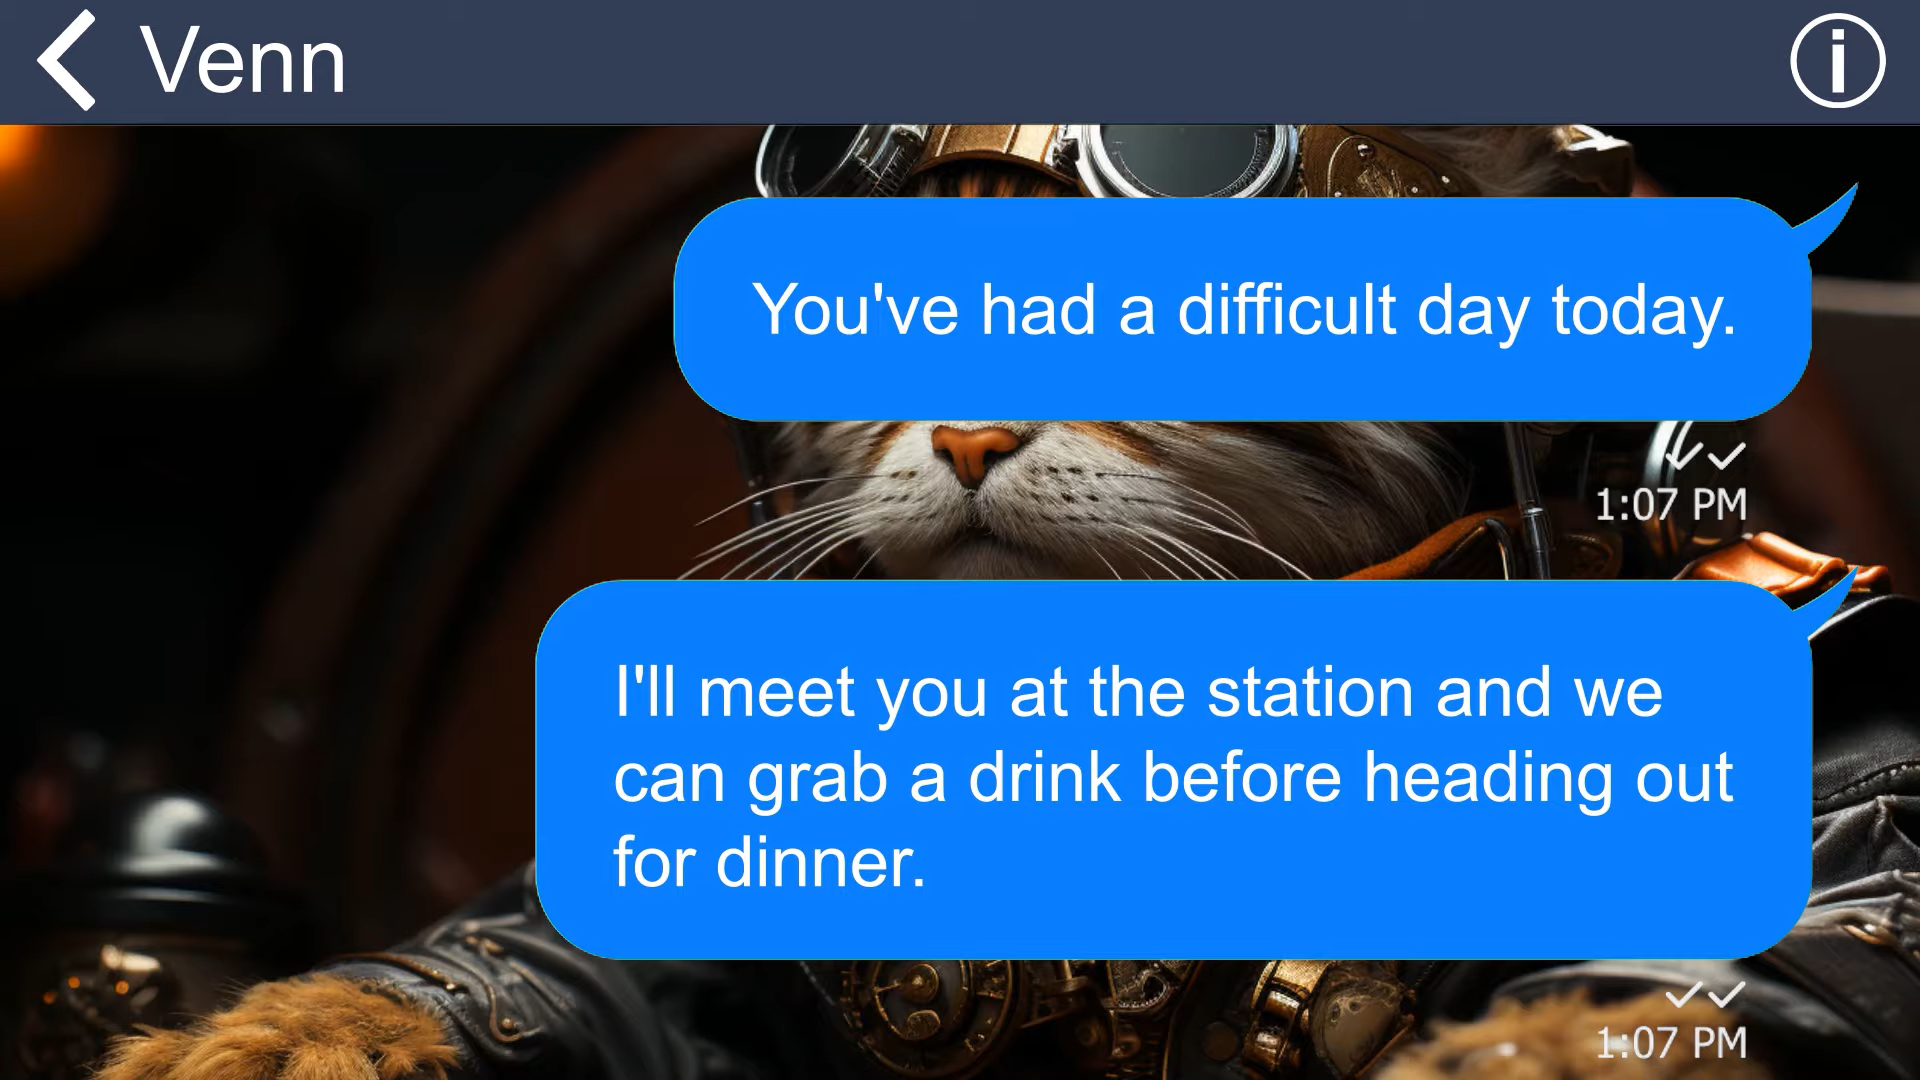 Venn
You've had a difficult day today.
1:07 PM
I'll meet you at the station and we
can grab a drink before heading out
for dinner.
1:07 PM